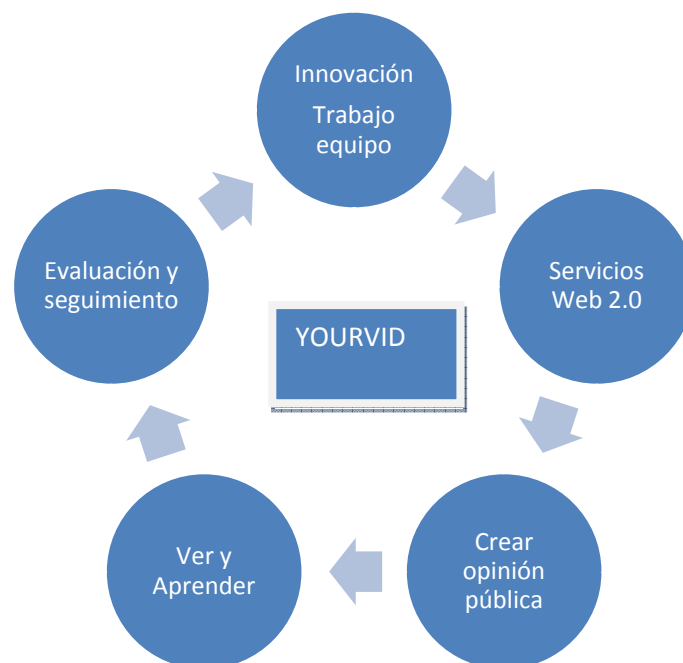 Innovación
Trabajo
equipo
Servicios
Web 2.0
Crear
opinión
pública
Ver y
Aprender
Evaluación y
seguimiento
YOURVID